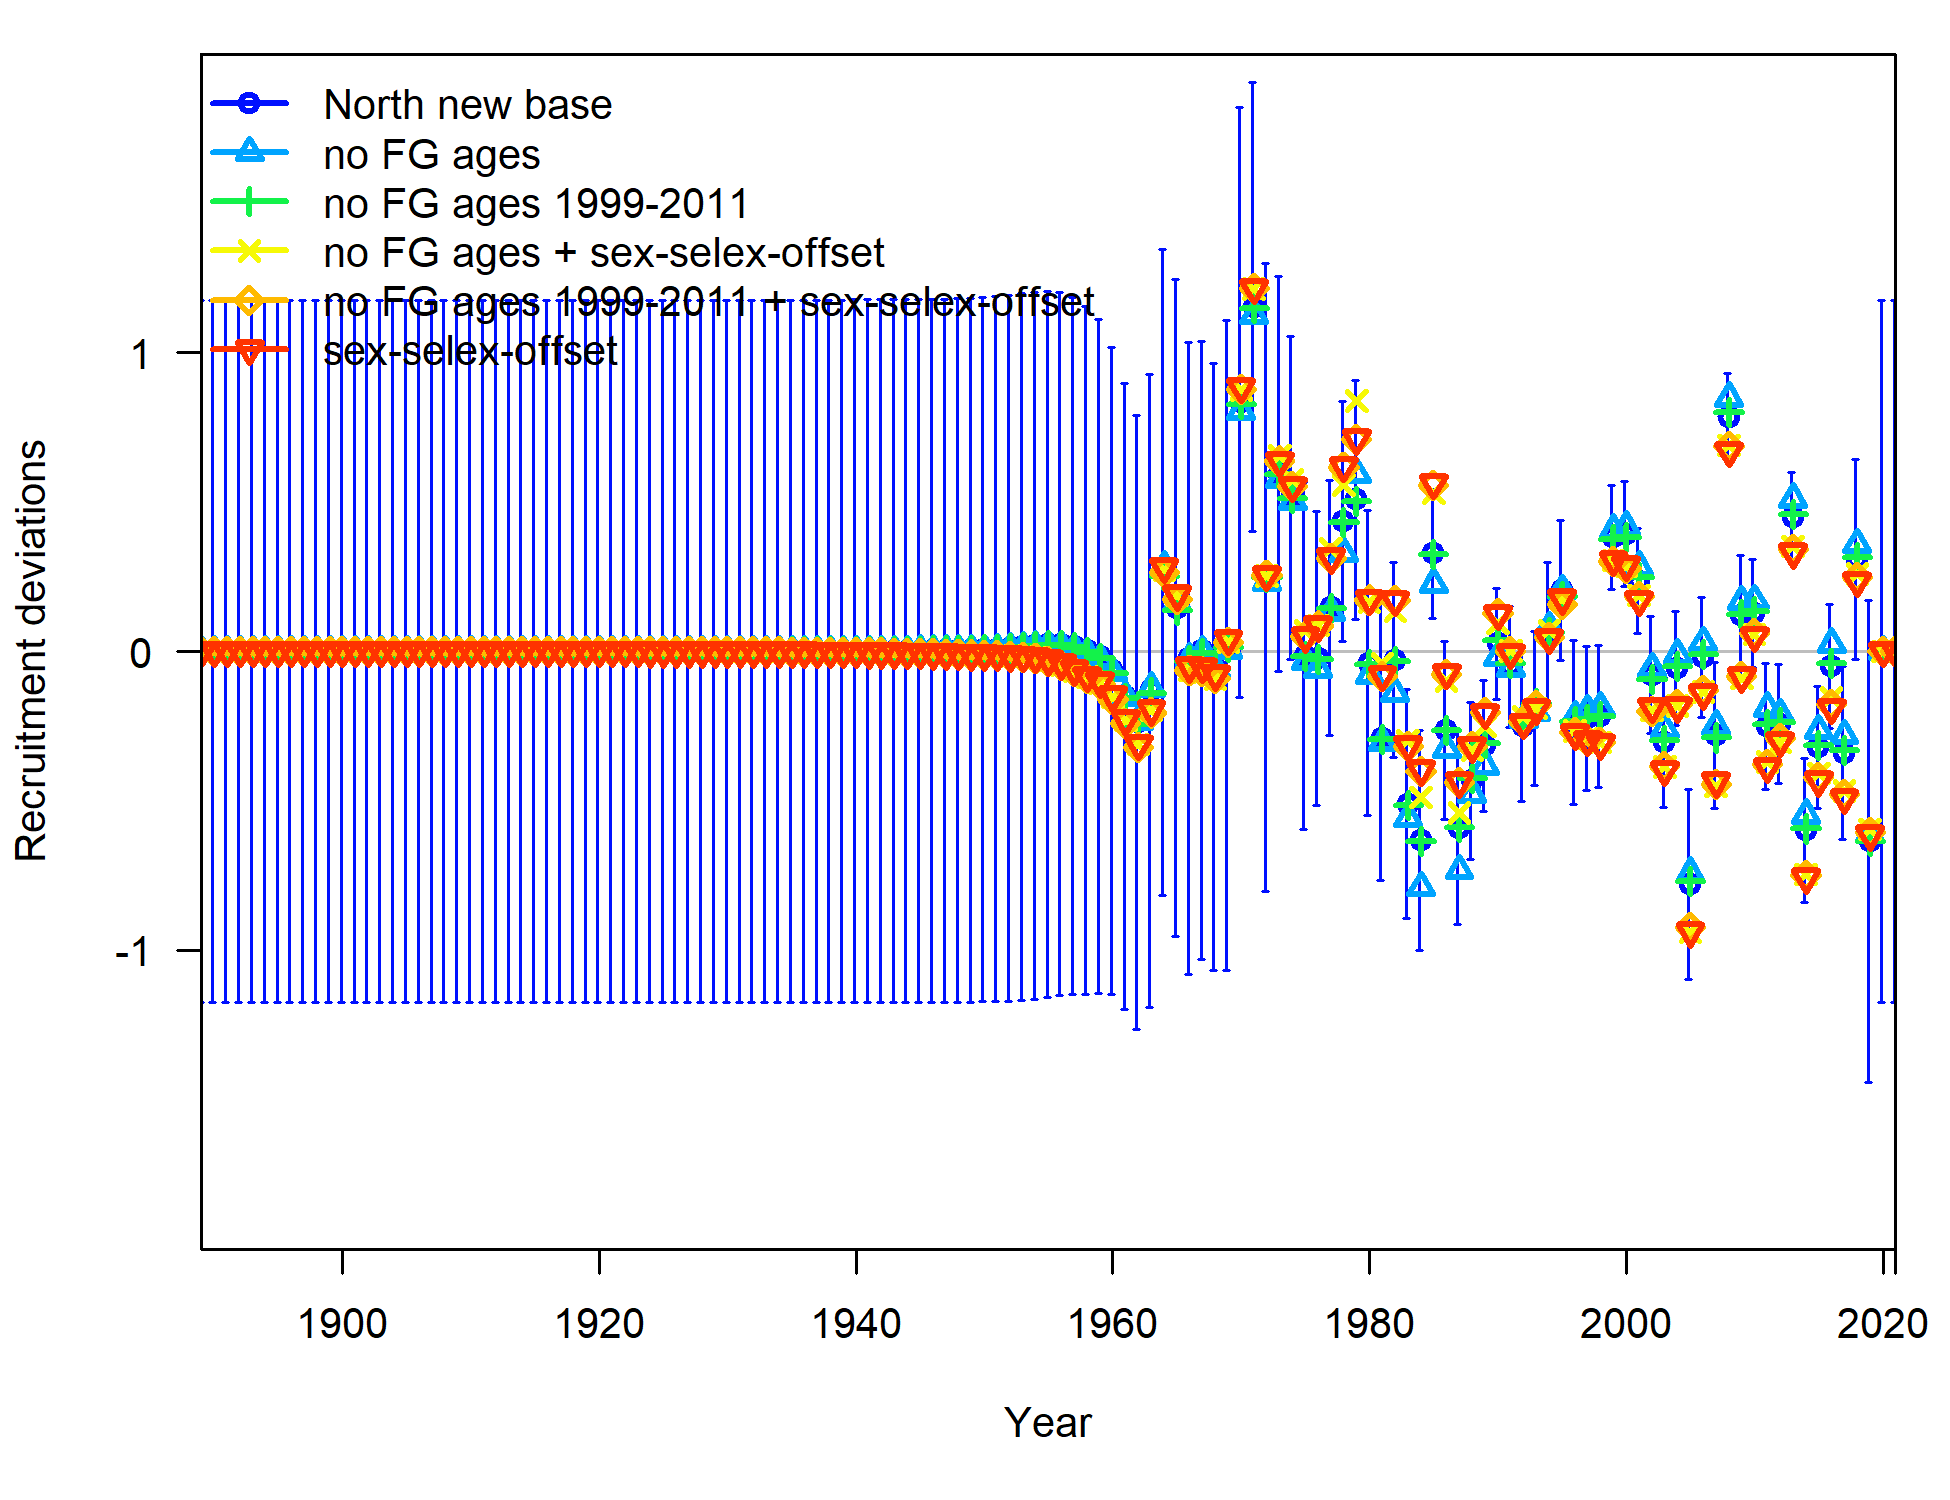 North new base
no FG ages
no FG ages 1999-2011
no FG ages + sex-selex-offset
no FG ages 1999-2011 + sex-selex-offset
sex-selex-offset
1
0
-1
Recruitment deviations
1900 1920 1940 1960 1980 2000 2020
Year